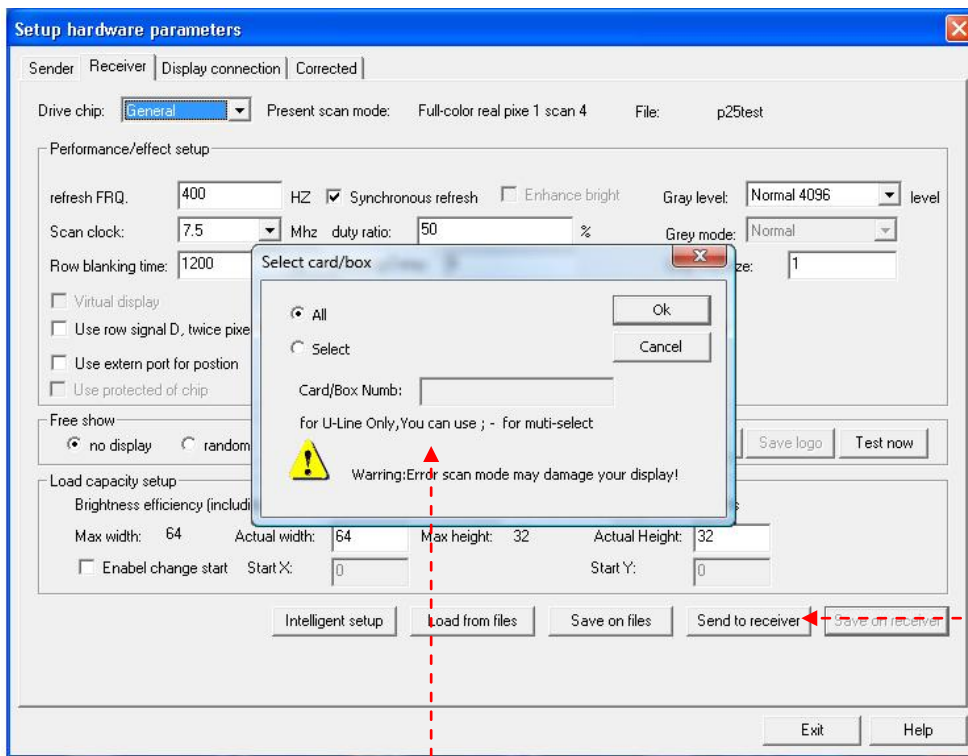 Setup hardware parameters
Sender Receiver Display connection Corrected
Drive chip: General Present scan mode: Full-color real pixe 1 scan 4 File: p25test
Performance/effect setup
refresh FRQ. 400 HZ Synchronous refresh Enhance bright Gray level: Normal 4096 level
Scan clock: 7.5 Mhz duty ratio: 50 % Grey mode: Normal
Row blanking time: 1200 ze: 1
Select card/box
Virtual display
Use row signal D, twice pixe
Use extern port for postion
Use protected of chip
All
Ok
Select
Cancel
Card/Box Numb:
for U-Line Only,You can use ; - for muti-select
Warring:Error scan mode may damage your display!
Free show
no display random Save logo Test now
Load capacity setup
Brightness efficiency (includi
Max width: 64 Actual width: 64 Max height: 32 Actual Height: 32
Enabel change start Start X: 0 Start Y: 0
Intelligent setup Load from files Save on files Send to receiver Save on receiver
Exit Help